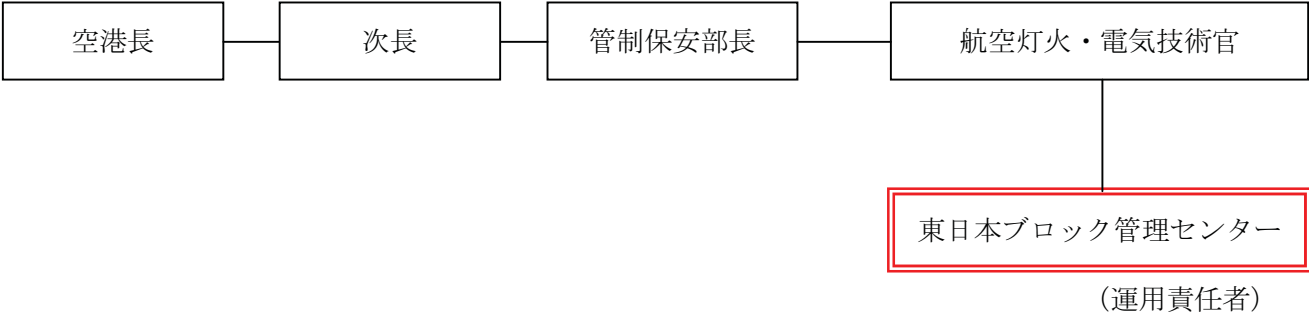 空港長
次長
管制保安部長
航空灯火・電気技術官
東日本ブロック管理センター
（運用責任者）